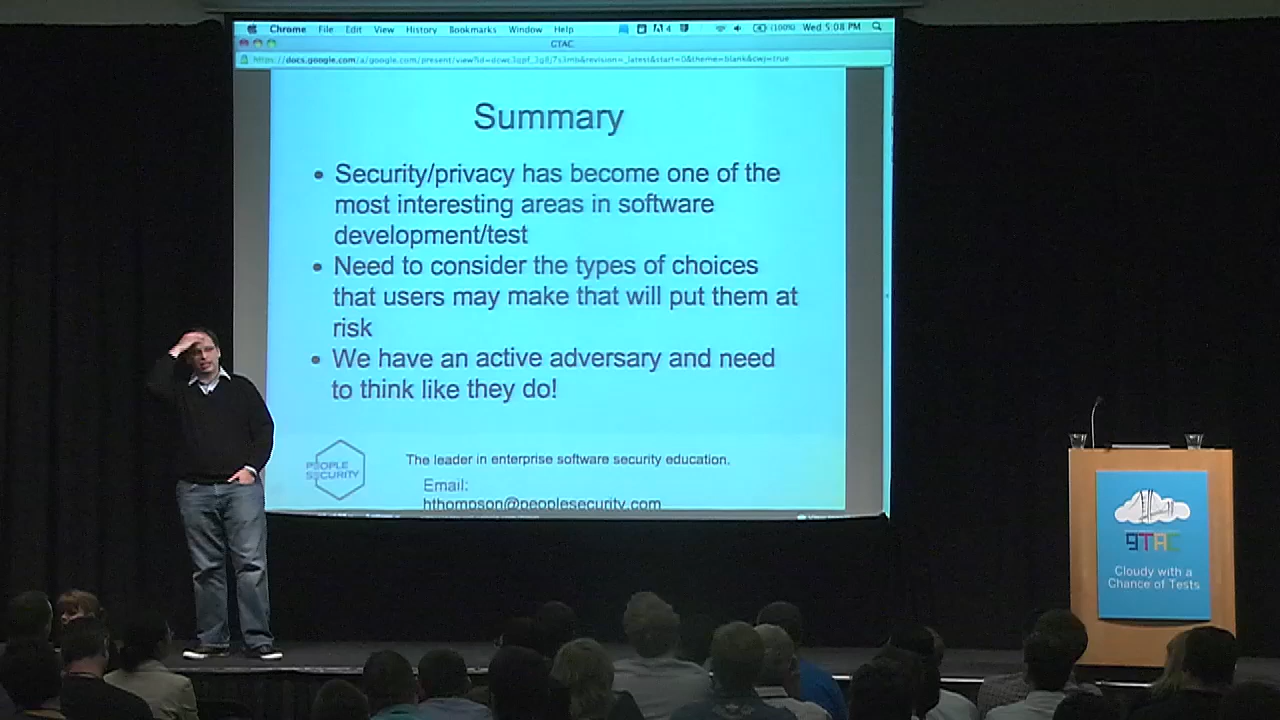 Chrome File Edit View History Bookmarks Window Help 4 (100%) Wed 5:08 PM
GTAC
Summary
• Security/privacy has become one of the
most interesting areas in software
development/test
• Need to consider the types of choices
that users may make that will put them at
risk
• We have an active adversary and need
to think like they do!
PEOPLE
SECURITY
The leader in enterprise software security education.
Email:
hthompson@peoplesecurity.com
gTAC
Cloudy with a
Chance of Tests